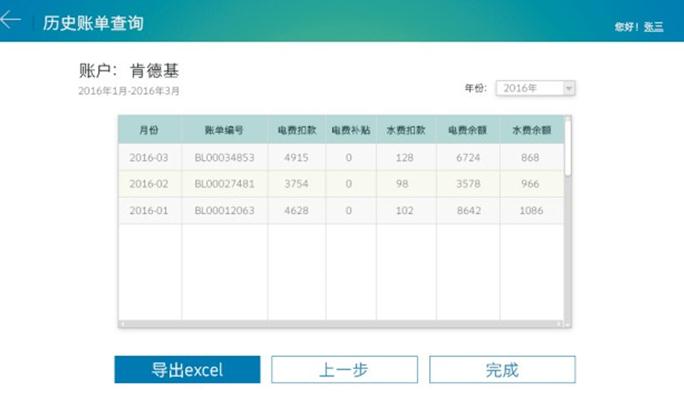 历史账单查询
您好！张三
账户：肯德基
2016年1月-2016年3月
年份： 2016年
月份 账单编号 电费扣款 电费补贴 水费扣款 电费余额 水费余额
2016-03 BL00034853 4915 0 128 6724 868
2016-02 BL00027481 3754 0 98 3578 966
2016-01 BL00012063 4628 0 102 8642 1086
导出excel 上一步 完成